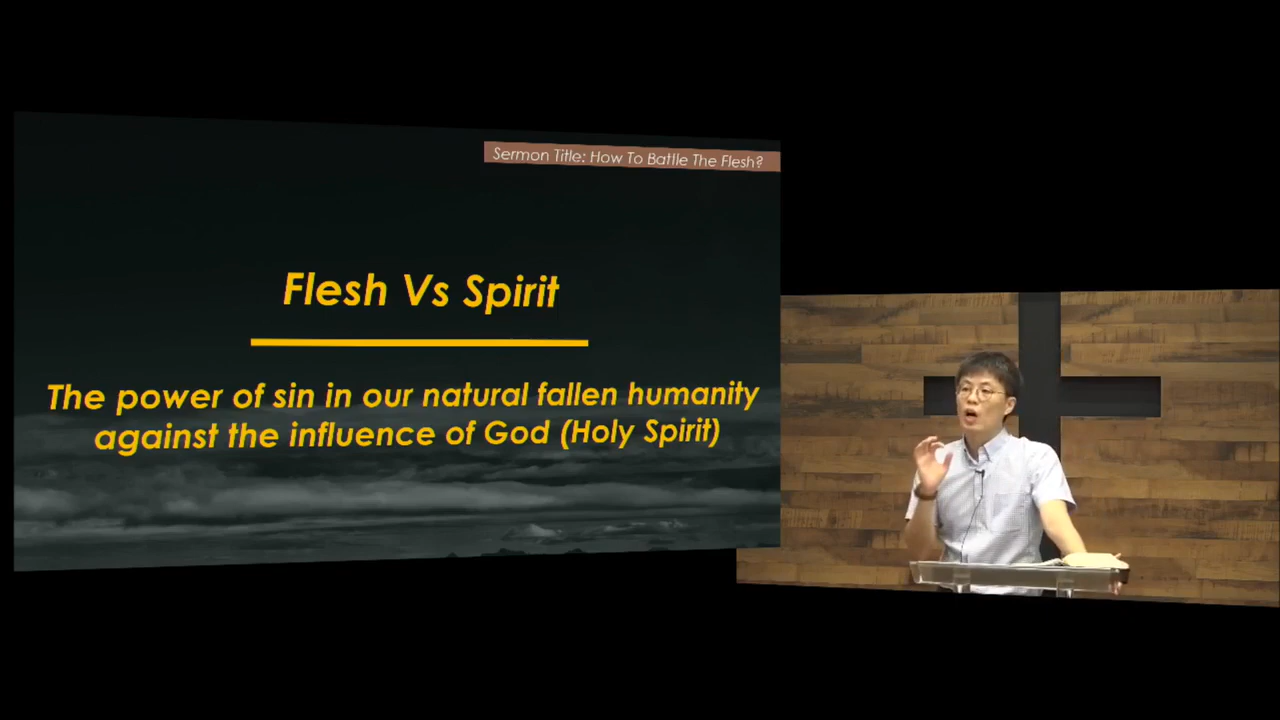 Sermon Title: How To Battle The Flesh?
Flesh Vs Spirit
The power of sin in our natural fallen humanity
against the influence of God (Holy Spirit)